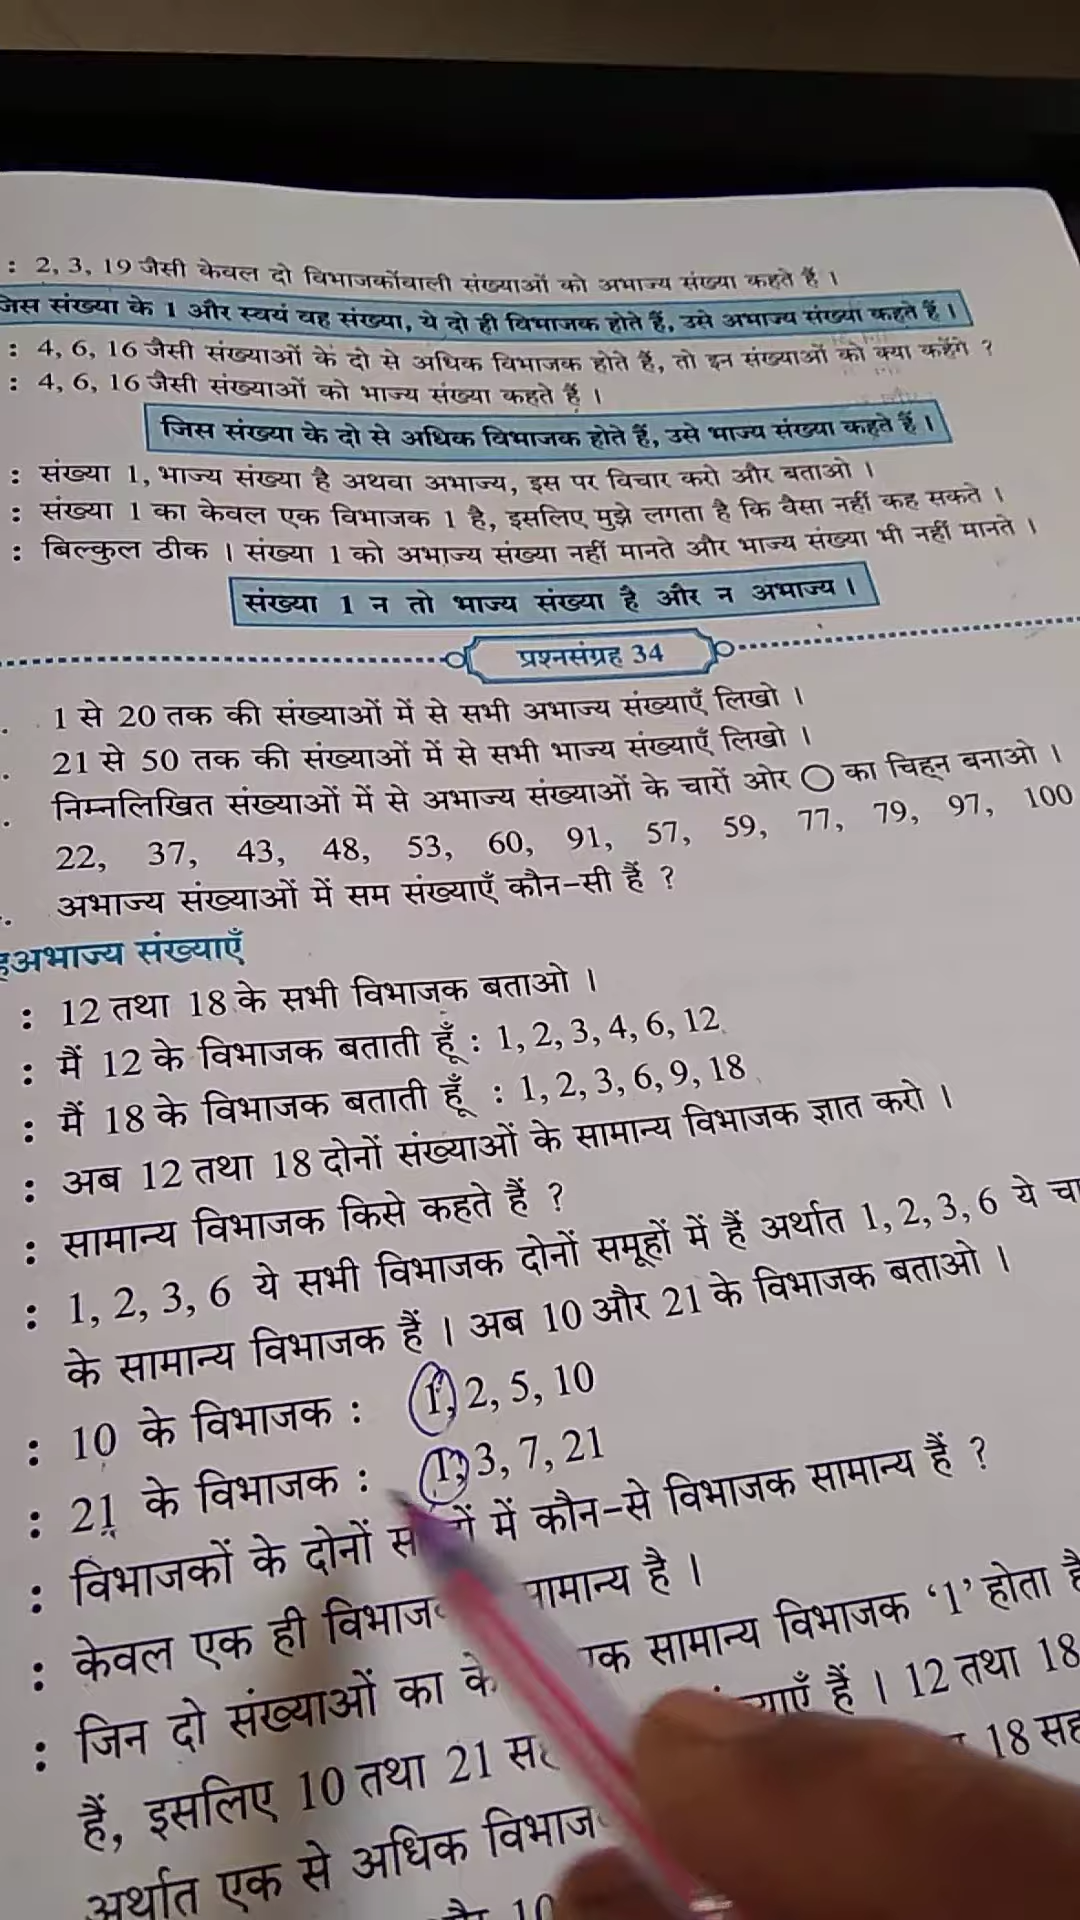 : 2, 3, 19 जैसी केवल दो विभाजकोंवाली संख्याओं को अभाज्य संख्या कहते हैं ।
जिस संख्या के 1 और स्वयं वह संख्या, ये दो ही विभाजक होते हैं, उसे अभाज्य संख्या कहते हैं ।
: 4, 6, 16 जैसी संख्याओं के दो से अधिक विभाजक होते हैं, तो इन संख्याओं को क्या कहेंगे ?
: 4, 6, 16 जैसी संख्याओं को भाज्य संख्या कहते हैं ।
जिस संख्या के दो से अधिक विभाजक होते हैं, उसे भाज्य संख्या कहते हैं ।
: संख्या 1, भाज्य संख्या है अथवा अभाज्य, इस पर विचार करो और बताओ ।
: संख्या 1 का केवल एक विभाजक 1 है, इसलिए मुझे लगता है कि वैसा नहीं कह सकते ।
: बिल्कुल ठीक । संख्या 1 को अभाज्य संख्या नहीं मानते और भाज्य संख्या भी नहीं मानते ।
संख्या 1 न तो भाज्य संख्या है और न अभाज्य ।
प्रश्नसंग्रह 34
. 1 से 20 तक की संख्याओं में से सभी अभाज्य संख्याएँ लिखो ।
. 21 से 50 तक की संख्याओं में से सभी भाज्य संख्याएँ लिखो ।
. निम्नलिखित संख्याओं में से अभाज्य संख्याओं के चारों ओर ◯ का चिह्न बनाओ ।
22, 37, 43, 48, 53, 60, 91, 57, 59, 77, 79, 97, 100
. अभाज्य संख्याओं में सम संख्याएँ कौन-सी हैं ?
हअभाज्य संख्याएँ
: 12 तथा 18 के सभी विभाजक बताओ ।
: मैं 12 के विभाजक बताती हूँ : 1, 2, 3, 4, 6, 12
: मैं 18 के विभाजक बताती हूँ : 1, 2, 3, 6, 9, 18
: अब 12 तथा 18 दोनों संख्याओं के सामान्य विभाजक ज्ञात करो ।
: सामान्य विभाजक किसे कहते हैं ?
: 1, 2, 3, 6 ये सभी विभाजक दोनों समूहों में हैं अर्थात 1, 2, 3, 6 ये
के सामान्य विभाजक हैं । अब 10 और 21 के विभाजक बताओ ।
: 10 के विभाजक : 1, 2, 5, 10
: 21 के विभाजक : 1, 3, 7, 21
: विभाजकों के दोनों में कौन-से विभाजक सामान्य हैं ?
: केवल एक ही सामान्य है ।
: जिन दो संख्याओं का सामान्य विभाजक ‘1’ होता
हैं, इसलिए 10 तथा 21 हैं । 12 तथा 18
अर्थात एक से अधिक 18
10